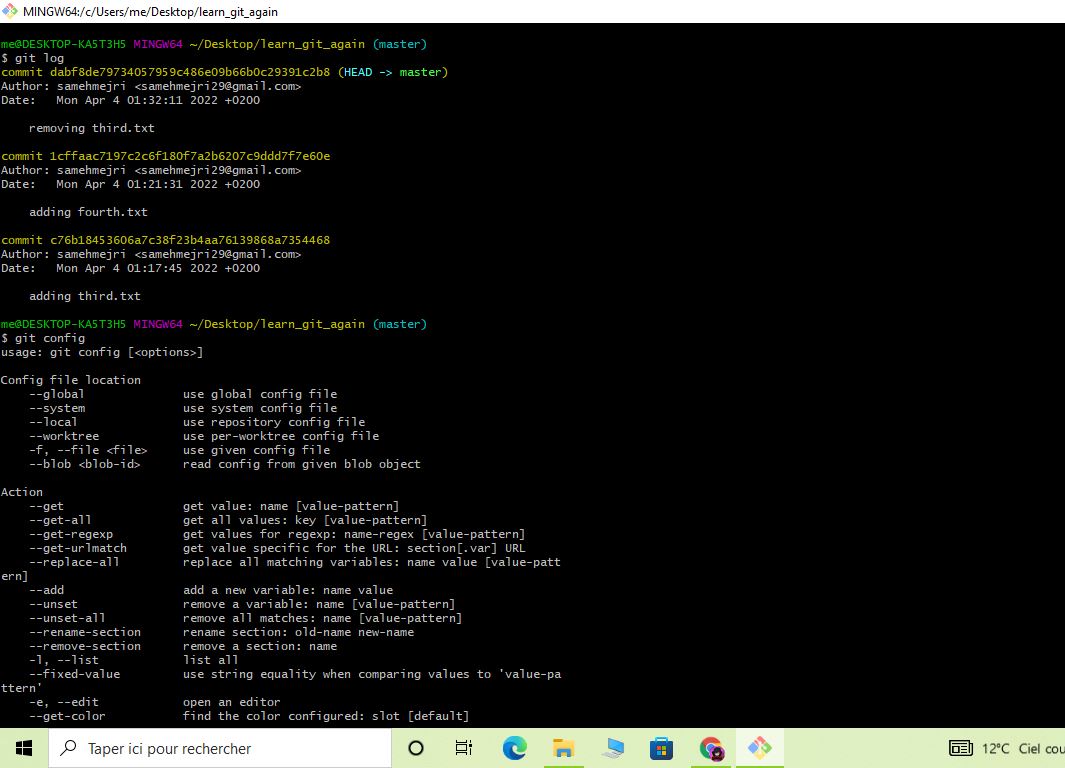 MINGW64:/c/Users/me/Desktop/learn_git_again
me@DESKTOP-KA5T3H5 MINGW64 ~/Desktop/learn_git_again (master)
$ git log
commit dabf8de79734057959c486e09b66b0c29391c2b8 (HEAD -> master)
Author: samehmejri <samehmejri29@gmail.com>
Date:   Mon Apr 4 01:32:11 2022 +0200
    removing third.txt
commit 1cffaac7197c2c6f180f7a2b6207c9ddd7f7e60e
Author: samehmejri <samehmejri29@gmail.com>
Date:   Mon Apr 4 01:21:31 2022 +0200
    adding fourth.txt
commit c76b18453606a7c38f23b4aa76139868a7354468
Author: samehmejri <samehmejri29@gmail.com>
Date:   Mon Apr 4 01:17:45 2022 +0200
    adding third.txt
me@DESKTOP-KA5T3H5 MINGW64 ~/Desktop/learn_git_again (master)
$ git config
usage: git config [<options>]
Config file location
    --global              use global config file
    --system              use system config file
    --local               use repository config file
    --worktree            use per-worktree config file
    -f, --file <file>     use given config file
    --blob <blob-id>      read config from given blob object
Action
    --get                 get value: name [value-pattern]
    --get-all             get all values: key [value-pattern]
    --get-regexp          get values for regexp: name-regex [value-pattern]
    --get-urlmatch        get value specific for the URL: section[.var] URL
    --replace-all         replace all matching variables: name value [value-patt
ern]
    --add                 add a new variable: name value
    --unset               remove a variable: name [value-pattern]
    --unset-all           remove all matches: name [value-pattern]
    --rename-section      rename section: old-name new-name
    --remove-section      remove a section: name
    -l, --list            list all
    --fixed-value         use string equality when comparing values to 'value-pa
ttern'
    -e, --edit            open an editor
    --get-color           find the color configured: slot [default]
Taper ici pour rechercher
12°C Ciel cou